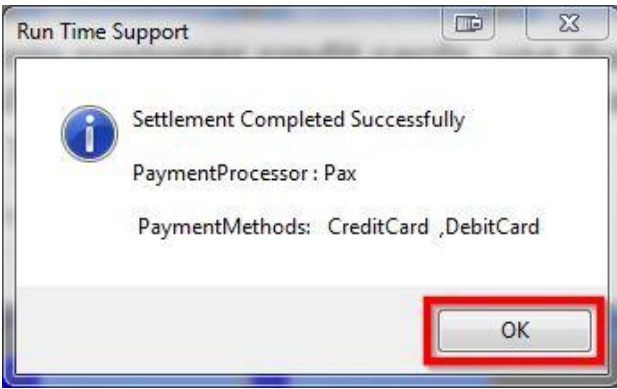 Run Time Support
Settlement Completed Successfully
PaymentProcessor : Pax
PaymentMethods: CreditCard ,DebitCard
OK